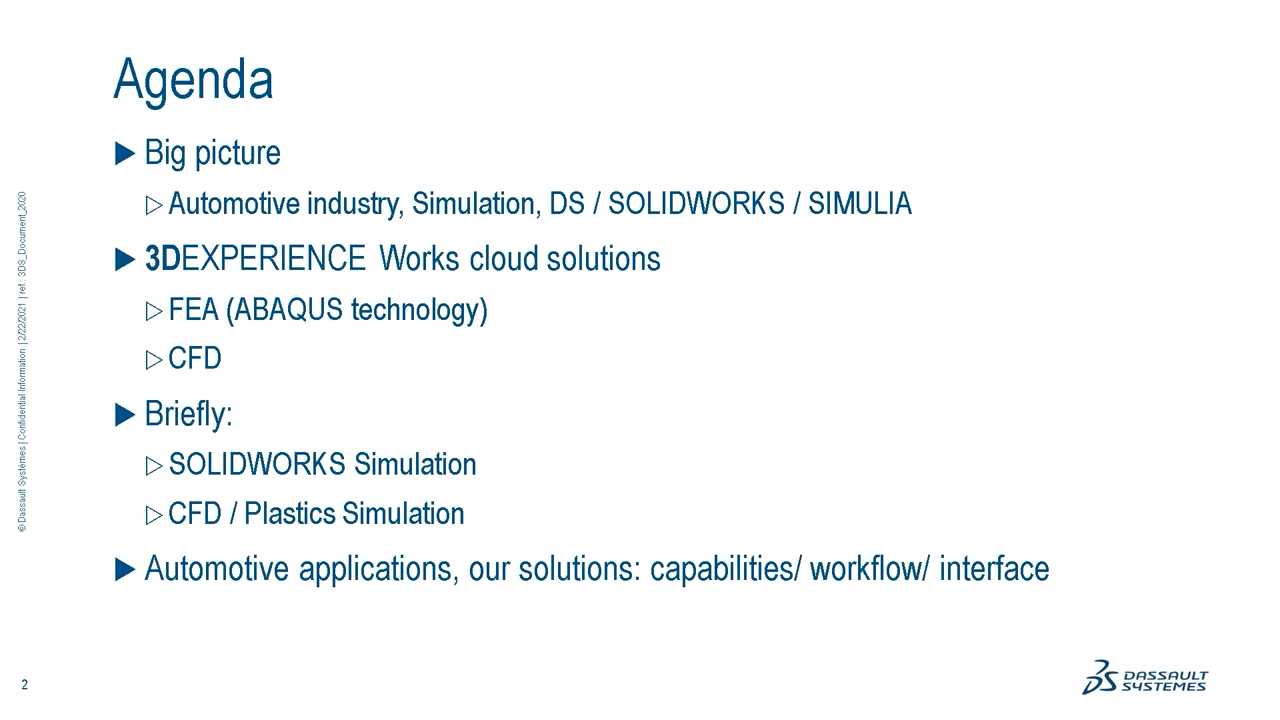 Agenda
Big picture
Automotive industry, Simulation, DS / SOLIDWORKS / SIMULIA
3DEXPERIENCE Works cloud solutions
FEA (ABAQUS technology)
CFD
Briefly:
SOLIDWORKS Simulation
CFD / Plastics Simulation
Automotive applications, our solutions: capabilities/ workflow/ interface
© Dassault Systèmes | Confidential Information | 2/22/2021 | ref.: 3DS_Document_2020
2
3DS DASSAULT
SYSTEMES